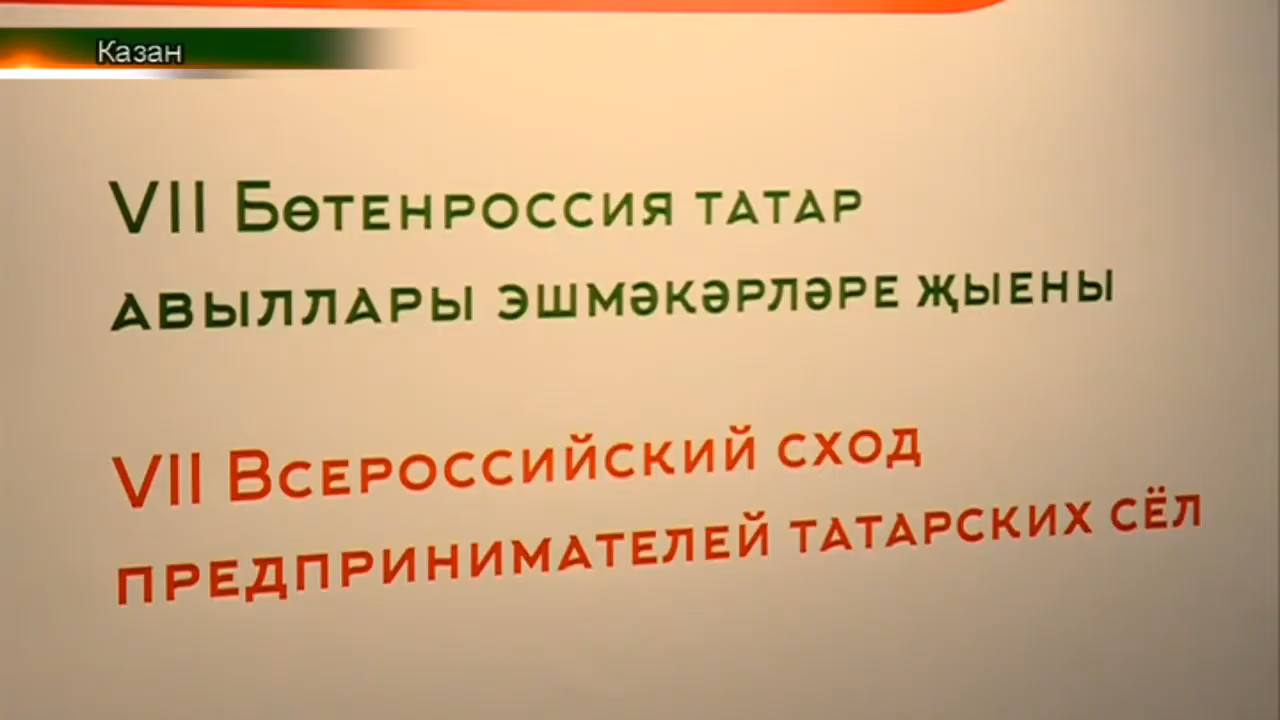 Казан
VII Бөтенроссия татар
авыллары эшмәкәрләре җыены
VII Всероссийский сход
предпринимателей татарских сёл